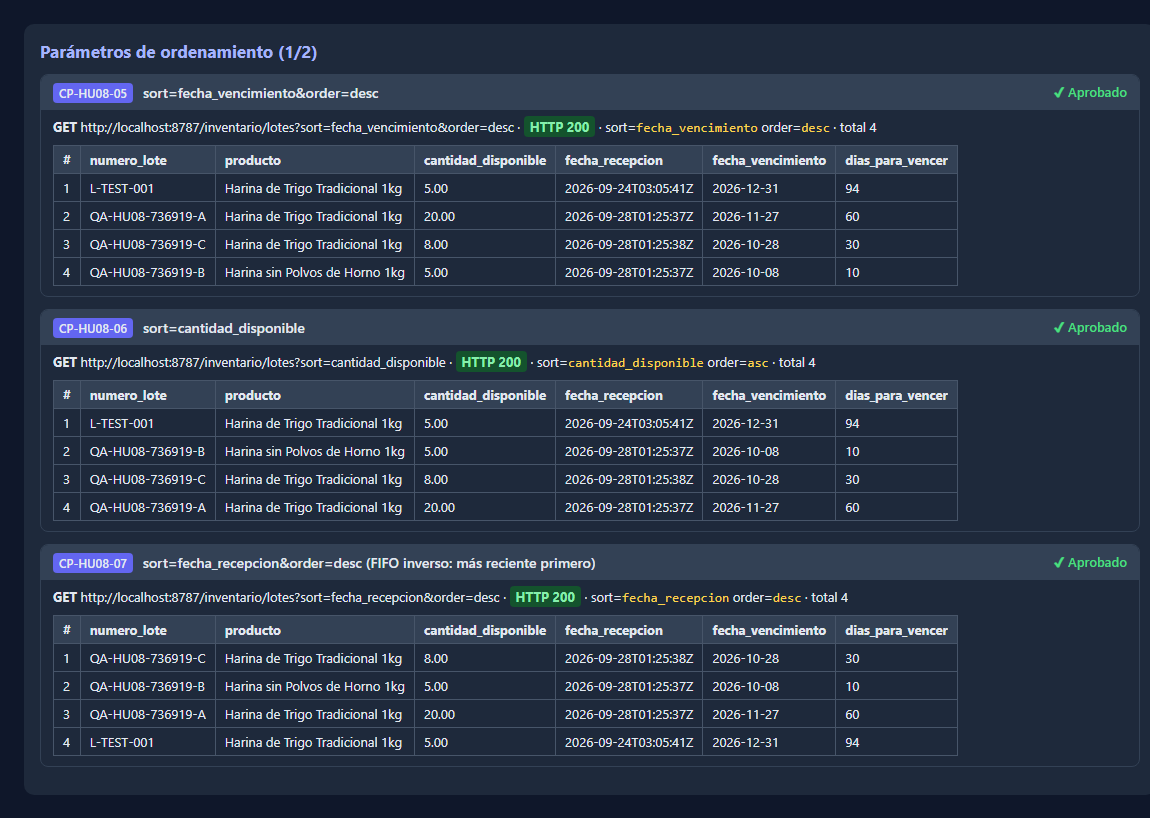 Parámetros de ordenamiento (1/2)
CP-HU08-05 sort=fecha_vencimiento&order=desc ✓ Aprobado
GET http://localhost:8787/inventario/lotes?sort=fecha_vencimiento&order=desc · HTTP 200 · sort=fecha_vencimiento order=desc · total 4
# numero_lote producto cantidad_disponible fecha_recepcion fecha_vencimiento dias_para_vencer
1 L-TEST-001 Harina de Trigo Tradicional 1kg 5.00 2026-09-24T03:05:41Z 2026-12-31 94
2 QA-HU08-736919-A Harina de Trigo Tradicional 1kg 20.00 2026-09-28T01:25:37Z 2026-11-27 60
3 QA-HU08-736919-C Harina de Trigo Tradicional 1kg 8.00 2026-09-28T01:25:38Z 2026-10-28 30
4 QA-HU08-736919-B Harina sin Polvos de Horno 1kg 5.00 2026-09-28T01:25:37Z 2026-10-08 10
CP-HU08-06 sort=cantidad_disponible ✓ Aprobado
GET http://localhost:8787/inventario/lotes?sort=cantidad_disponible · HTTP 200 · sort=cantidad_disponible order=asc · total 4
# numero_lote producto cantidad_disponible fecha_recepcion fecha_vencimiento dias_para_vencer
1 L-TEST-001 Harina de Trigo Tradicional 1kg 5.00 2026-09-24T03:05:41Z 2026-12-31 94
2 QA-HU08-736919-B Harina sin Polvos de Horno 1kg 5.00 2026-09-28T01:25:37Z 2026-10-08 10
3 QA-HU08-736919-C Harina de Trigo Tradicional 1kg 8.00 2026-09-28T01:25:38Z 2026-10-28 30
4 QA-HU08-736919-A Harina de Trigo Tradicional 1kg 20.00 2026-09-28T01:25:37Z 2026-11-27 60
CP-HU08-07 sort=fecha_recepcion&order=desc (FIFO inverso: más reciente primero) ✓ Aprobado
GET http://localhost:8787/inventario/lotes?sort=fecha_recepcion&order=desc · HTTP 200 · sort=fecha_recepcion order=desc · total 4
# numero_lote producto cantidad_disponible fecha_recepcion fecha_vencimiento dias_para_vencer
1 QA-HU08-736919-C Harina de Trigo Tradicional 1kg 8.00 2026-09-28T01:25:38Z 2026-10-28 30
2 QA-HU08-736919-B Harina sin Polvos de Horno 1kg 5.00 2026-09-28T01:25:37Z 2026-10-08 10
3 QA-HU08-736919-A Harina de Trigo Tradicional 1kg 20.00 2026-09-28T01:25:37Z 2026-11-27 60
4 L-TEST-001 Harina de Trigo Tradicional 1kg 5.00 2026-09-24T03:05:41Z 2026-12-31 94